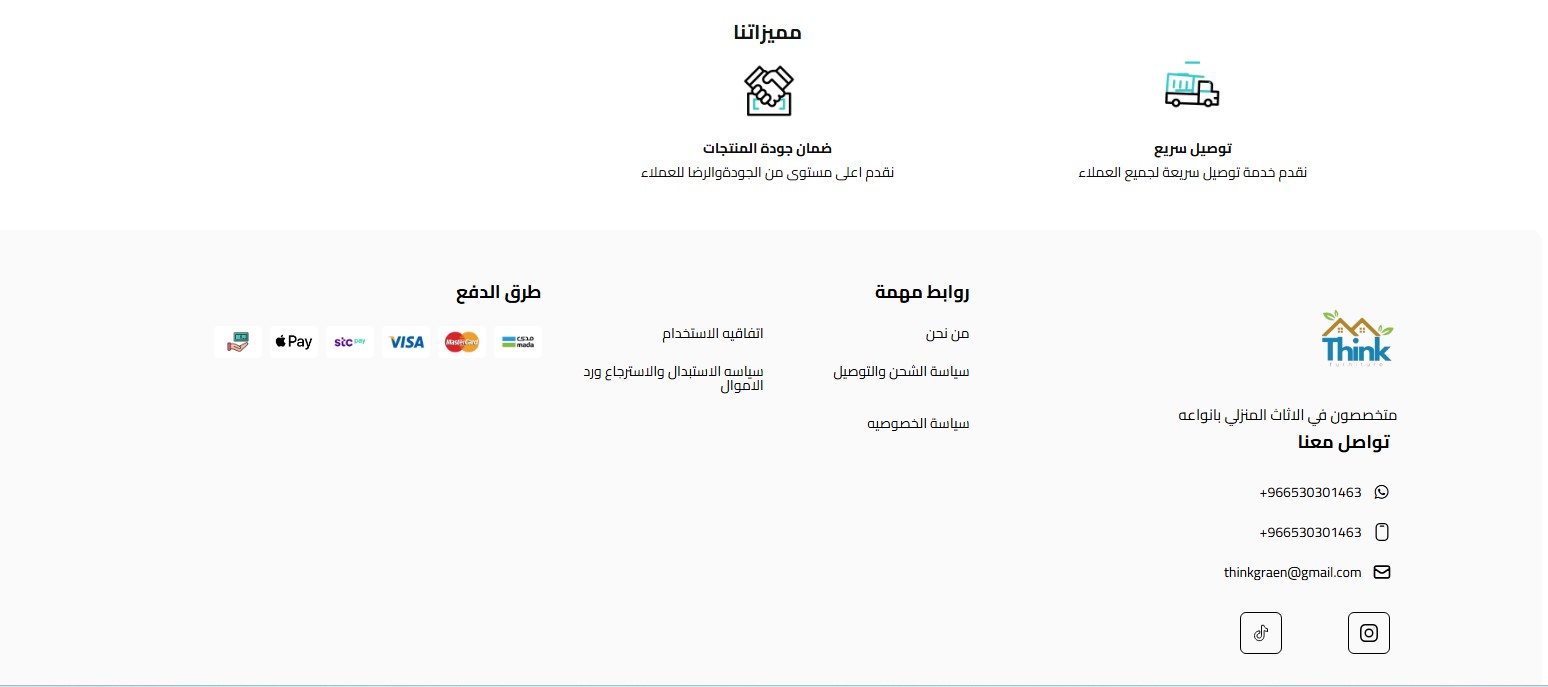 مميزاتنا
توصيل سريع
نقدم خدمة توصيل سريعة لجميع العملاء
ضمان جودة المنتجات
نقدم اعلى مستوى من الجودةوالرضا للعملاء
Think
furniture
متخصصون في الاثاث المنزلي بانواعه
تواصل معنا
+966530301463
+966530301463
thinkgraen@gmail.com
روابط مهمة
من نحن
سياسة الشحن والتوصيل
سياسة الخصوصيه
اتفاقيه الاستخدام
سياسه الاستبدال والاسترجاع ورد
الاموال
طرق الدفع
مدى
mada
MasterCard
VISA
stc pay
Pay